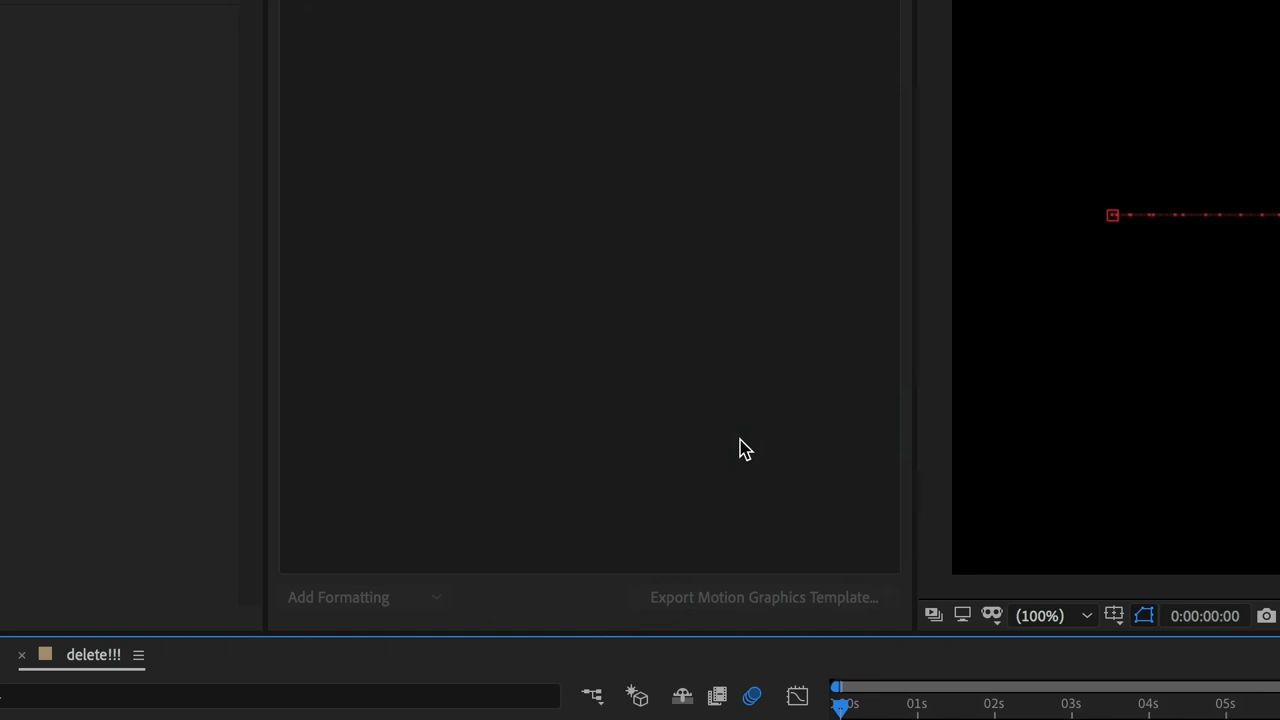 Add Formatting
Export Motion Graphics Template...
(100%)
0:00:00:00
delete!!!
01s
02s
03s
04s
05s